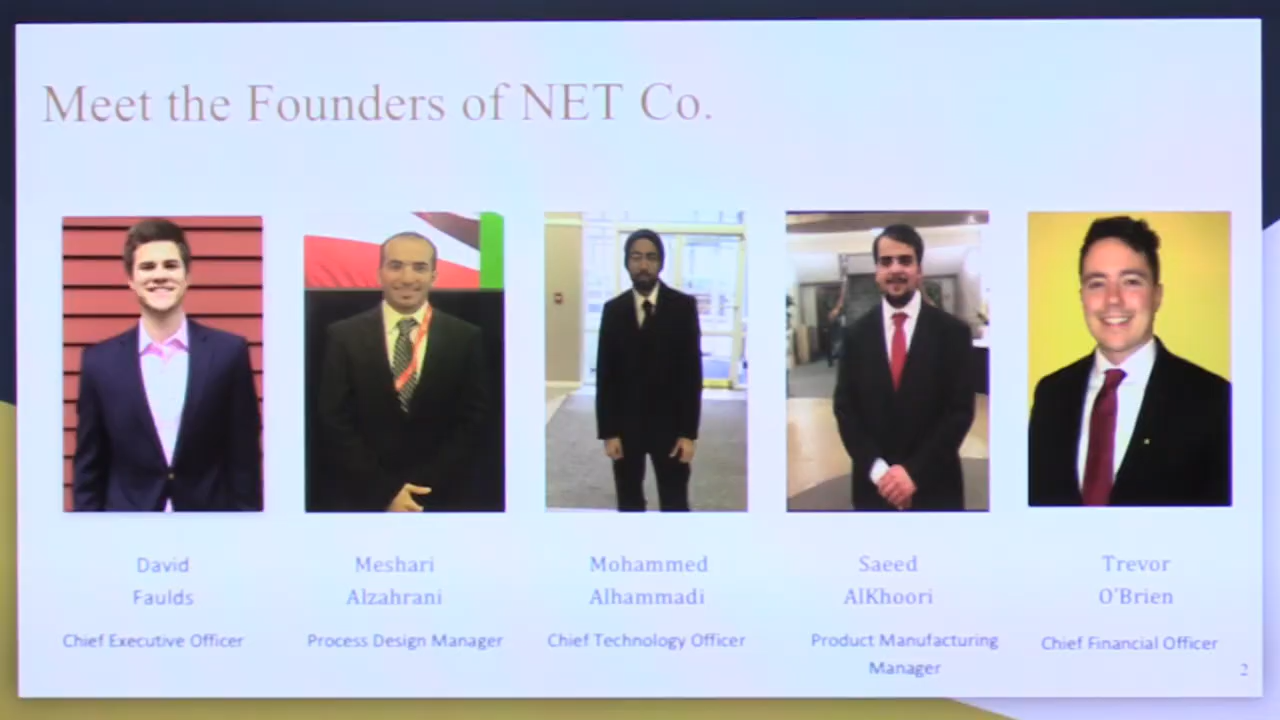 Meet the Founders of NET Co.
David
Faulds
Chief Executive Officer
Meshari
Alzahrani
Process Design Manager
Mohammed
Alhammadi
Chief Technology Officer
Saeed
AlKhoori
Product Manufacturing
Manager
Trevor
O'Brien
Chief Financial Officer
2